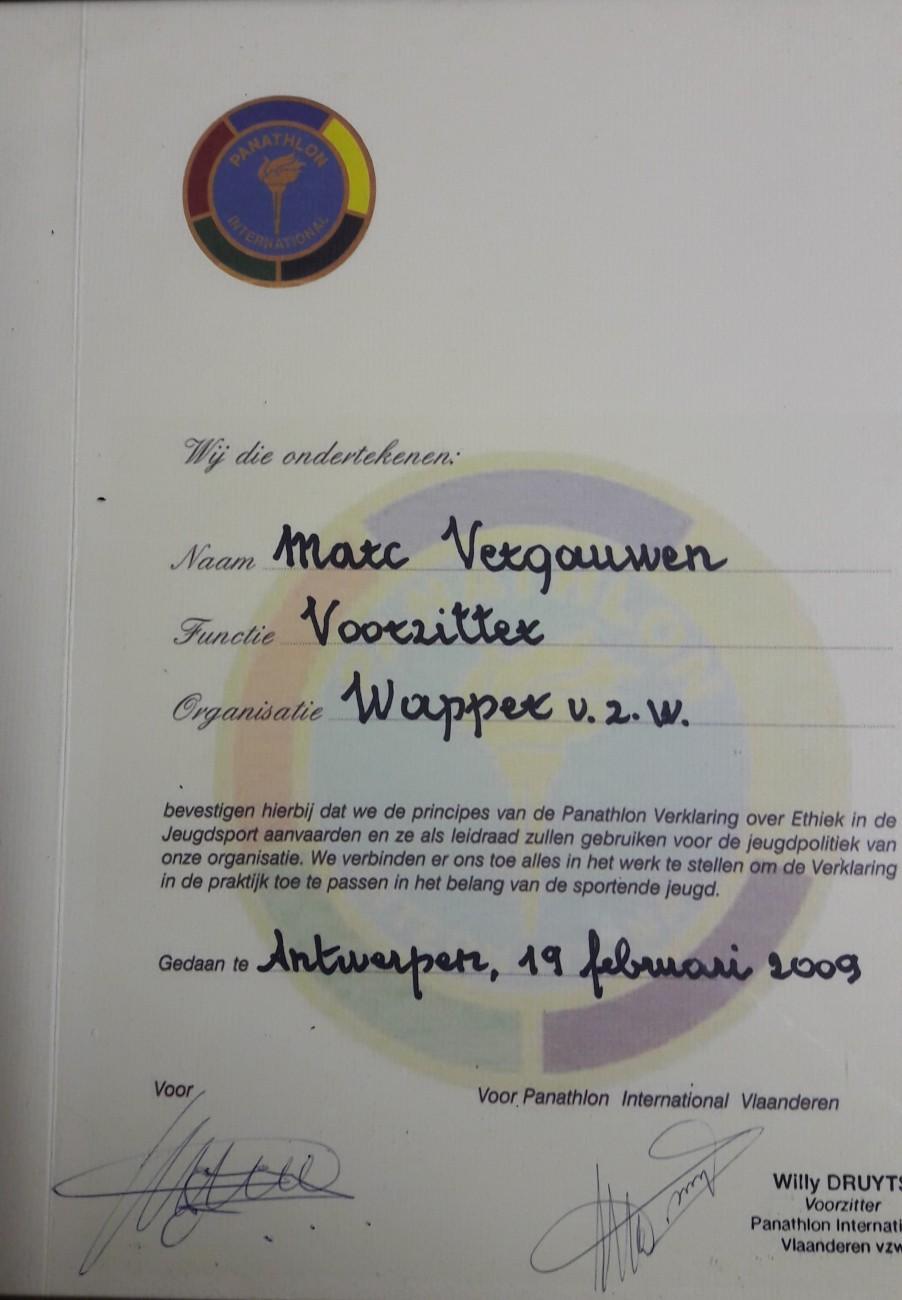 PANATHLON
INTERNATIONAL
Wij die ondertekenen:
Naam Marc Vergauwen
Functie Voorzitter
Organisatie Wapper v.z.w.
bevestigen hierbij dat we de principes van de Panathlon Verklaring over Ethiek in de
Jeugdsport aanvaarden en ze als leidraad zullen gebruiken voor de jeugdpolitiek van
onze organisatie. We verbinden er ons toe alles in het werk te stellen om de Verklaring
in de praktijk toe te passen in het belang van de sportende jeugd.
Gedaan te Antwerpen, 19 februari 2009
Voor
Voor Panathlon International Vlaanderen
Willy DRUYTS
Voorzitter
Panathlon Internati
Vlaanderen vzw